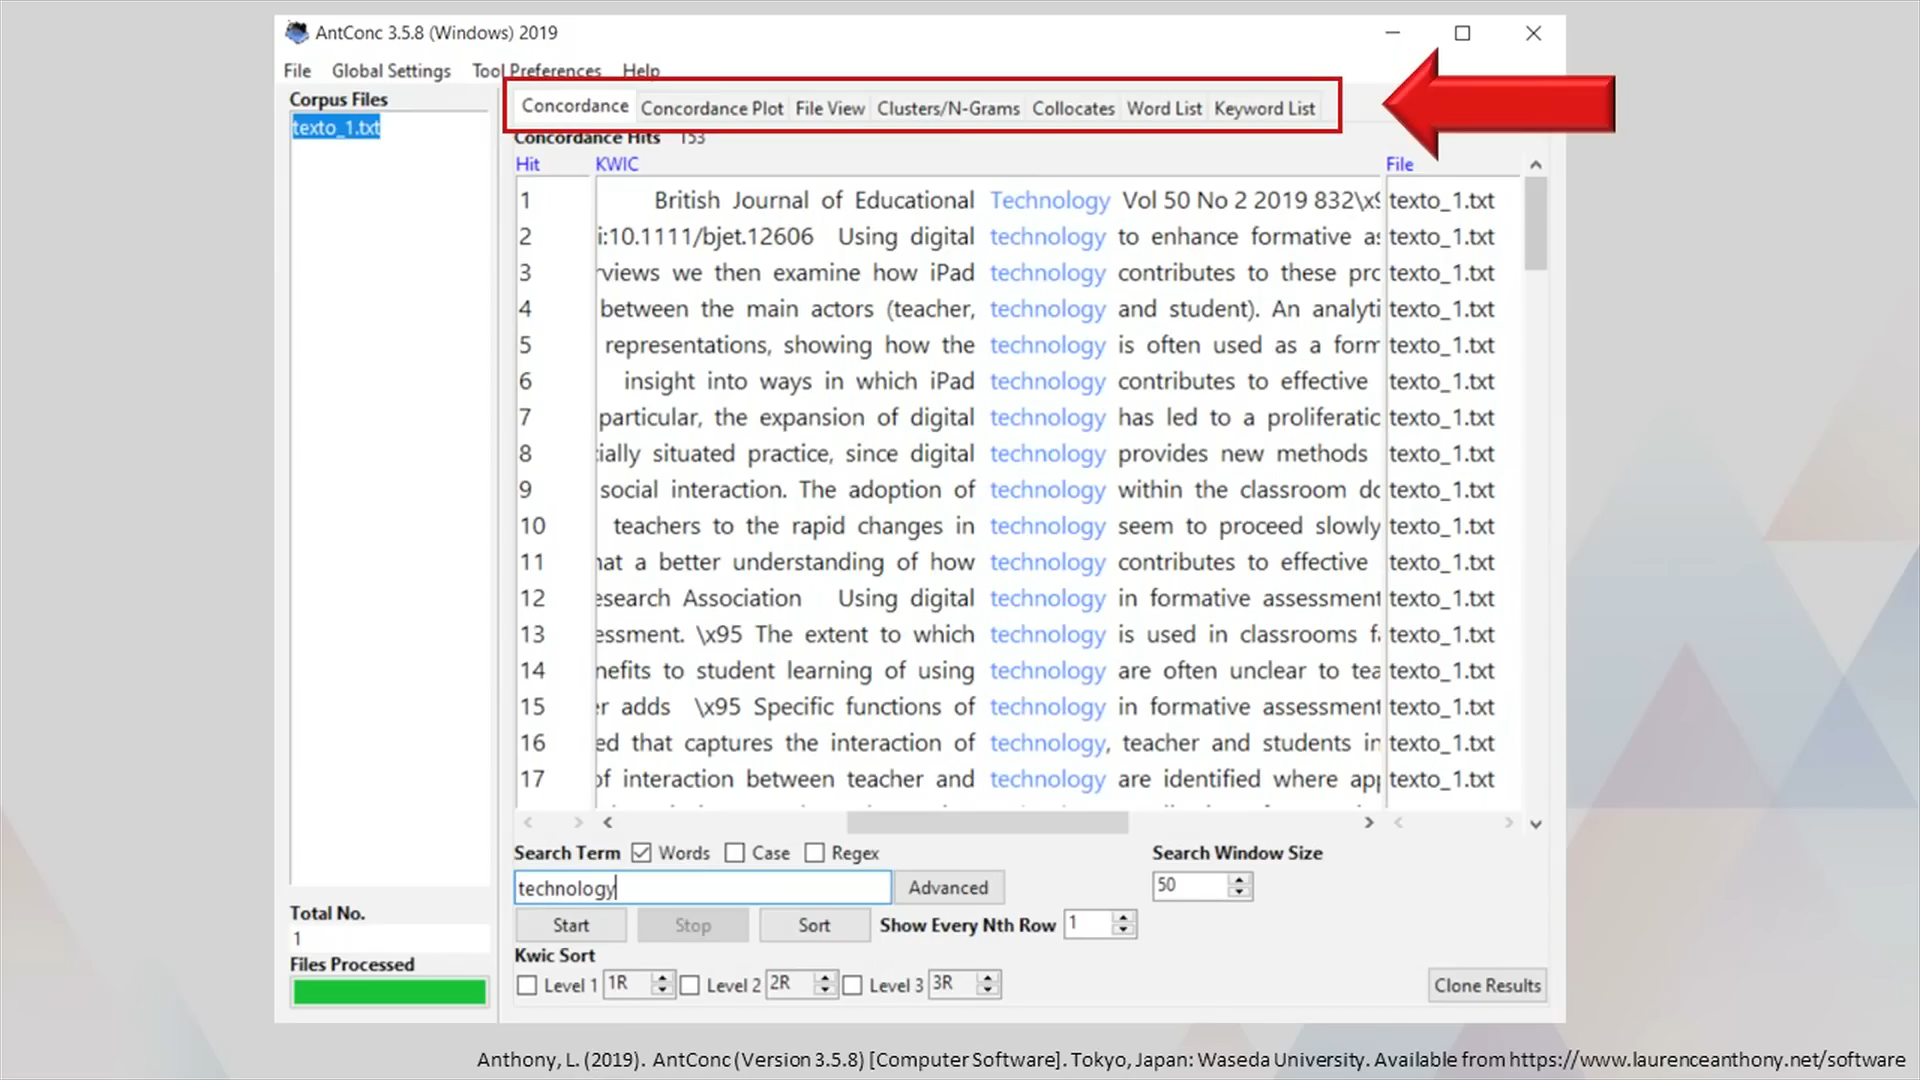 AntConc 3.5.8 (Windows) 2019
File Global Settings Tool Preferences Help
Corpus Files
texto_1.txt
Concordance Concordance Plot File View Clusters/N-Grams Collocates Word List Keyword List
Concordance Hits 153
Hit KWIC File
1 British Journal of Educational Technology Vol 50 No 2 2019 832\x9 texto_1.txt
2 i:10.1111/bjet.12606 Using digital technology to enhance formative as texto_1.txt
3 rviews we then examine how iPad technology contributes to these pro texto_1.txt
4 between the main actors (teacher, technology and student). An analyti texto_1.txt
5 representations, showing how the technology is often used as a form texto_1.txt
6 insight into ways in which iPad technology contributes to effective texto_1.txt
7 particular, the expansion of digital technology has led to a proliferatio texto_1.txt
8 ially situated practice, since digital technology provides new methods texto_1.txt
9 social interaction. The adoption of technology within the classroom do texto_1.txt
10 teachers to the rapid changes in technology seem to proceed slowly texto_1.txt
11 hat a better understanding of how technology contributes to effective texto_1.txt
12 esearch Association Using digital technology in formative assessment texto_1.txt
13 essment. \x95 The extent to which technology is used in classrooms fa texto_1.txt
14 nefits to student learning of using technology are often unclear to tea texto_1.txt
15 er adds \x95 Specific functions of technology in formative assessment texto_1.txt
16 ed that captures the interaction of technology, teacher and students in texto_1.txt
17 of interaction between teacher and technology are identified where app texto_1.txt
Search Term Words Case Regex Search Window Size
technology Advanced 50
Start Stop Sort Show Every Nth Row 1
Kwic Sort
Level 1 1R Level 2 2R Level 3 3R Clone Results
Total No.
1
Files Processed
Anthony, L. (2019). AntConc (Version 3.5.8) [Computer Software]. Tokyo, Japan: Waseda University. Available from https://www.laurenceanthony.net/software